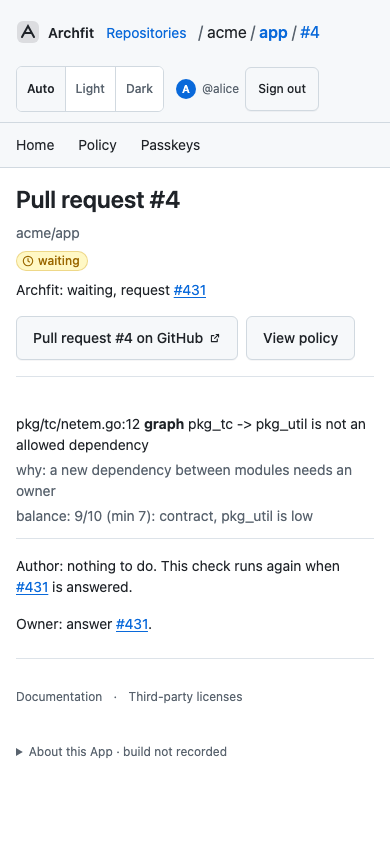 Archfit Repositories / acme / app / #4
Auto Light Dark A @alice Sign out
Home Policy Passkeys
Pull request #4
acme/app
waiting
Archfit: waiting, request #431
Pull request #4 on GitHub View policy
pkg/tc/netem.go:12 graph pkg_tc -> pkg_util is not an
allowed dependency
why: a new dependency between modules needs an
owner
balance: 9/10 (min 7): contract, pkg_util is low
Author: nothing to do. This check runs again when
#431 is answered.
Owner: answer #431.
Documentation · Third-party licenses
About this App · build not recorded